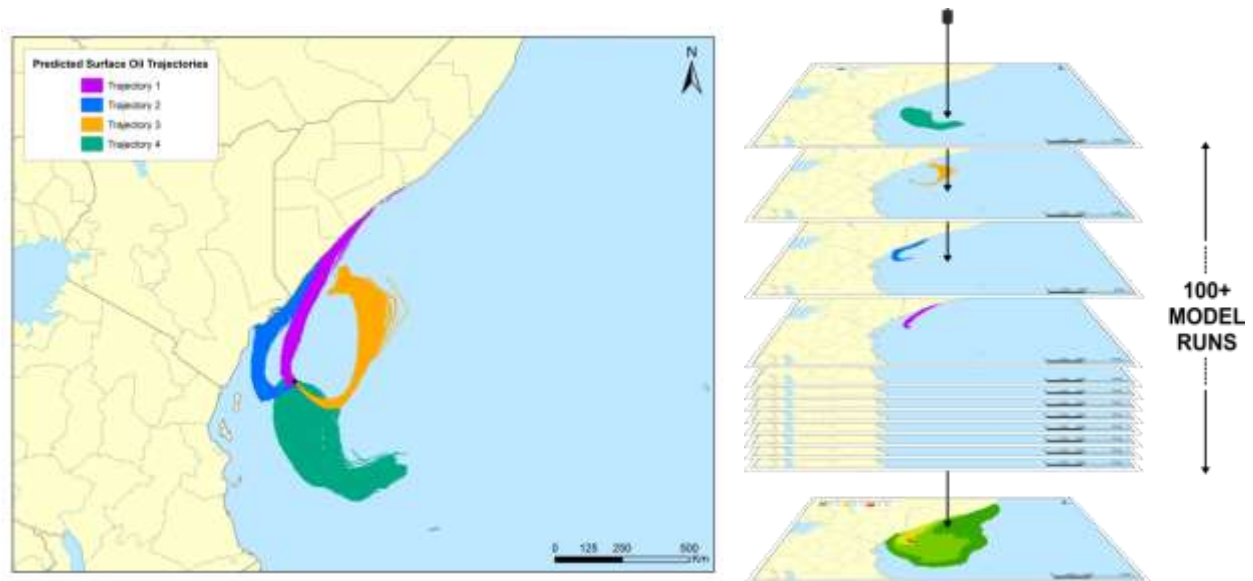 Predicted Surface Oil Trajectories
Trajectory 1
Trajectory 2
Trajectory 3
Trajectory 4
N
0 125 250 500
Km
100+
MODEL
RUNS